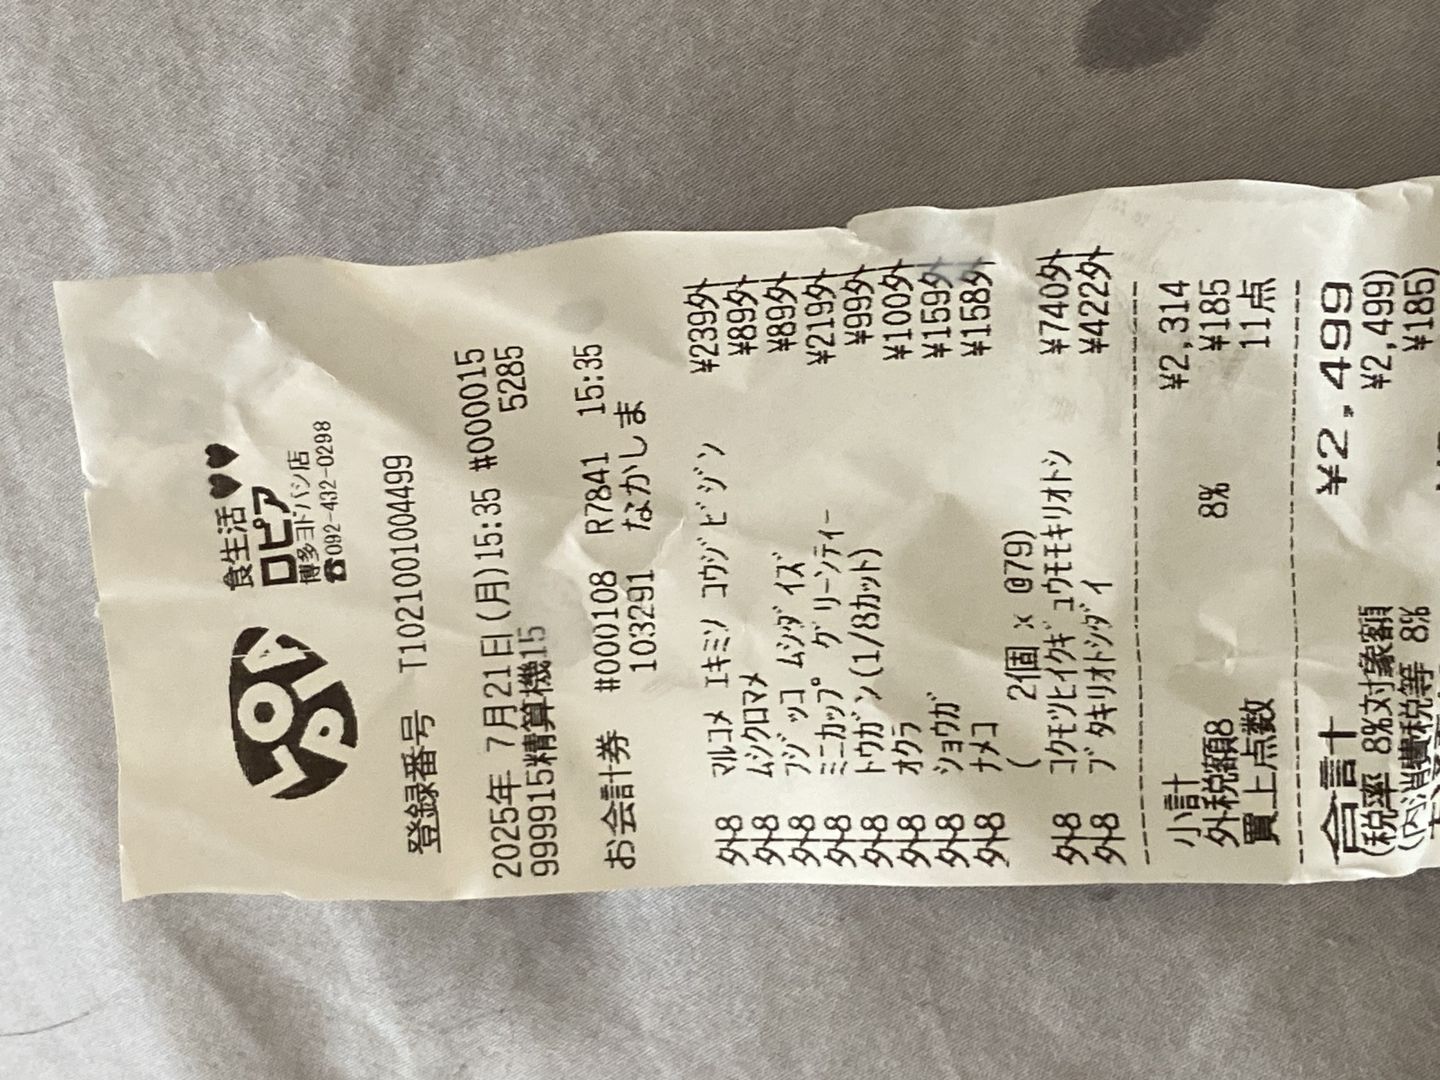 LOPIA
食生活♥♥
ロピア
博多ヨドバシ店
☎092-432-0298
登録番号 T1021001004499
2025年 7月21日(月)15:35 #000015
999915精算機15 5285
お会計券 #000108 R7841 15:35
103291 なかしま
外8 マルコメ エキミソ コウジビジン ¥239外
外8 ムシクロマメ ¥89外
外8 フジッコ ムシダイズ ¥89外
外8 ミニカップ グリーンティー ¥219外
外8 トウガン(1/8カット) ¥99外
外8 オクラ ¥100外
外8 ショウガ ¥159外
外8 ナメコ ¥158外
( 2個 × @79)
外8 コクモツヒイクギュウモモキリオトシ ¥740外
外8 ブタキリオトシダイ ¥422外
小計 ¥2,314
外税額8 8% ¥185
買上点数 11点
合計 ¥2,499
(税率 8%対象額 ¥2,499)
(内消費税等 8% ¥185)